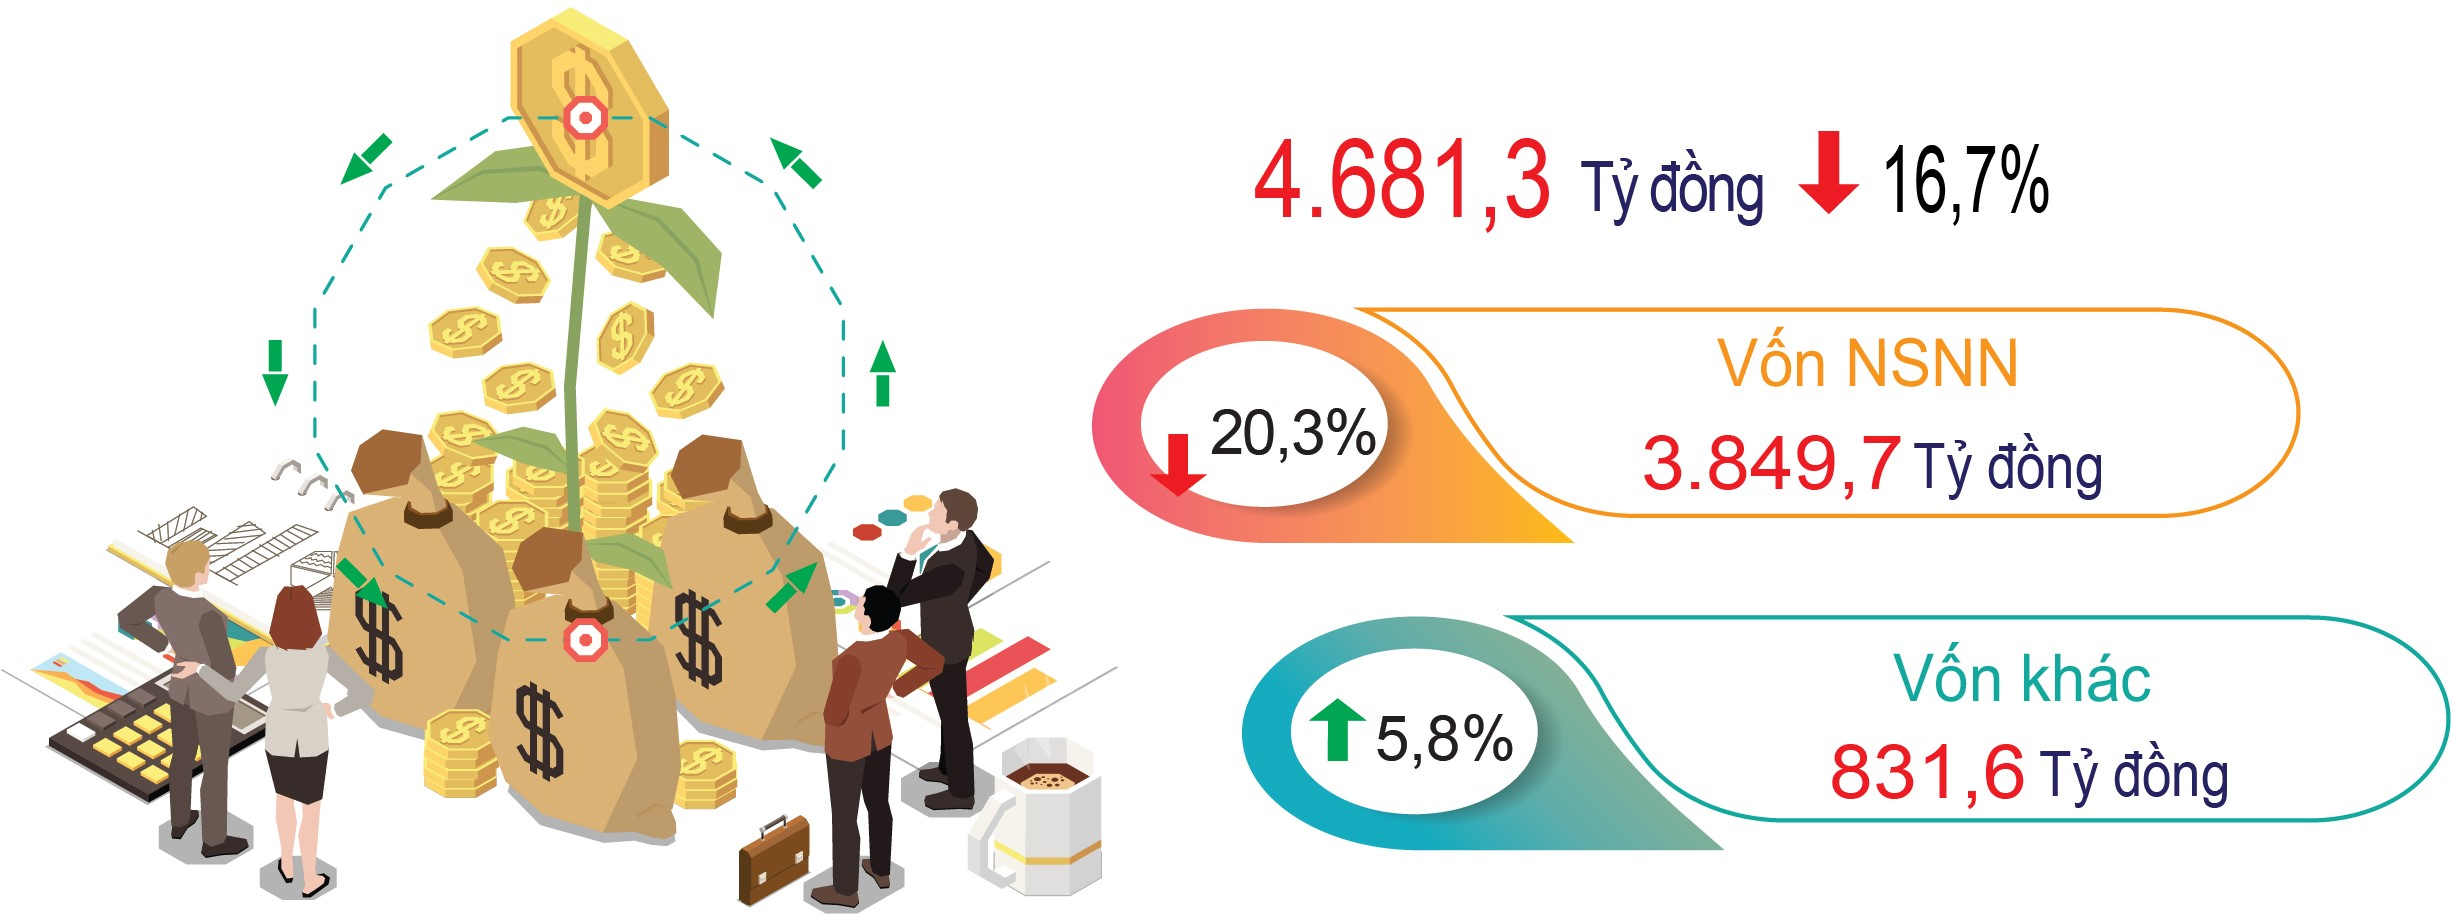 4.681,3 Tỷ đồng 16,7%
Vốn NSNN
20,3%
3.849,7 Tỷ đồng
Vốn khác
5,8%
831,6 Tỷ đồng